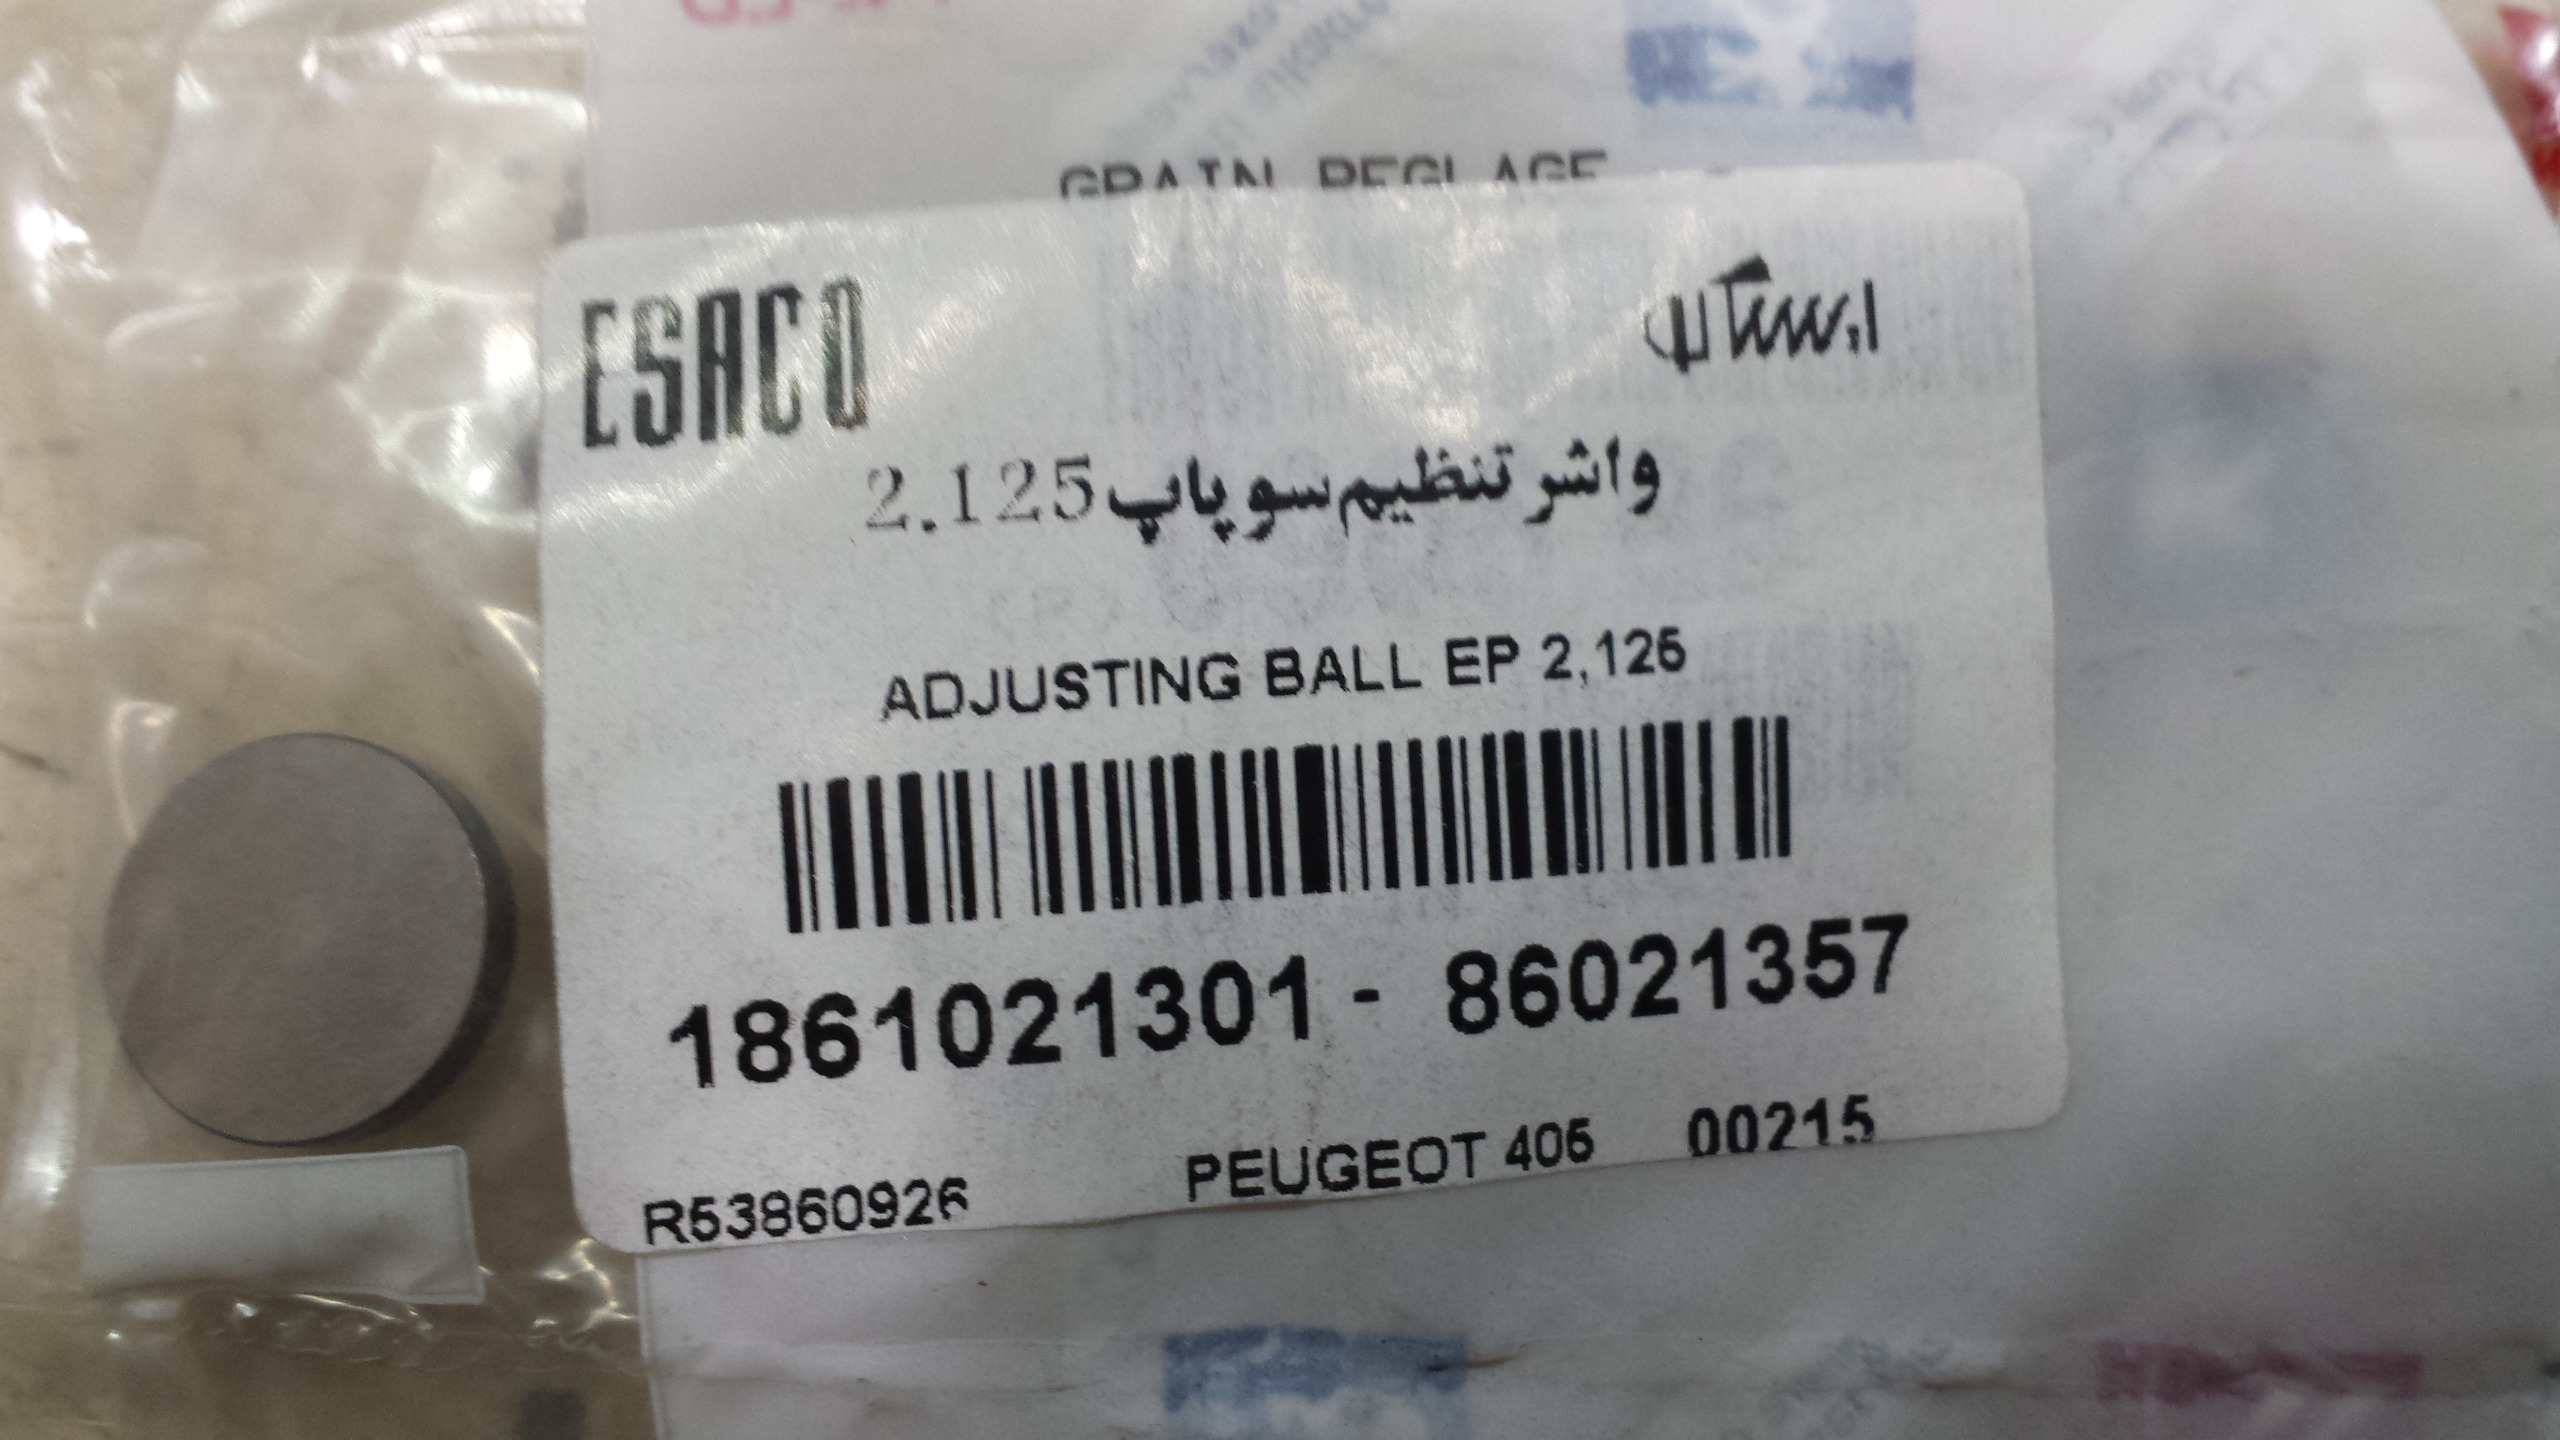 GRAIN REGLAGE
ESACO ایساکو
واشر تنظیم سوپاپ 2.125
ADJUSTING BALL EP 2,125
1861021301 - 86021357
R53860926 PEUGEOT 405 00215